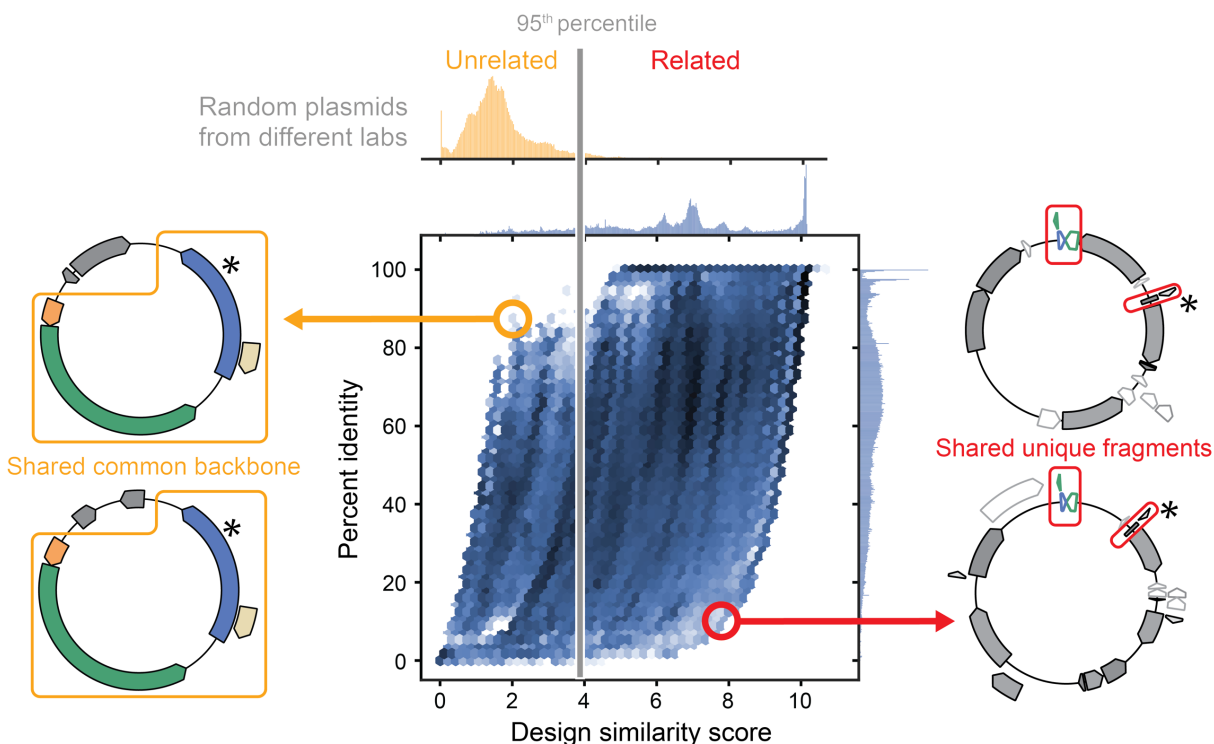 95th percentile
Unrelated
Related
Random plasmids
from different labs
*
*
Shared common backbone
*
*
Shared unique fragments
Percent identity
100
80
60
40
20
0
0 2 4 6 8 10
Design similarity score